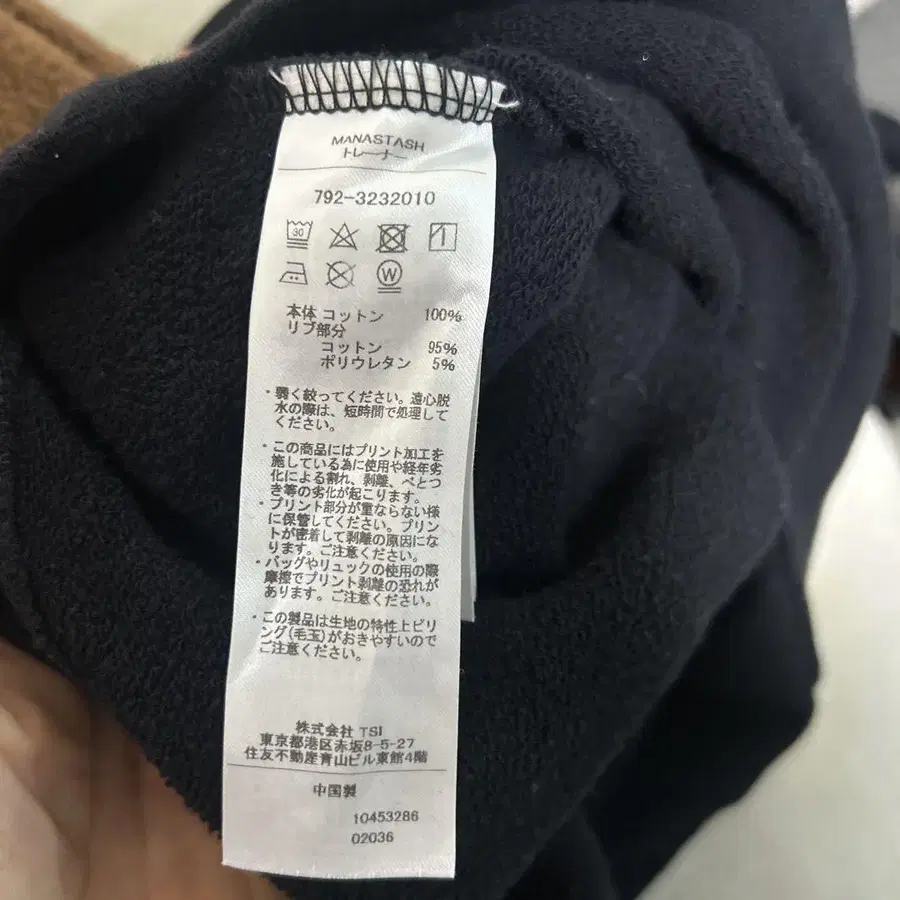 MANASTASH
トレーナー
792-3232010
30
W
本体 コットン 100%
リブ部分
コットン 95%
ポリウレタン 5%
・弱く絞ってください。遠心脱
水の際は、短時間で処理して
ください。
・この商品にはプリント加工を
施している為に使用や経年劣
化による割れ、剥離、べとつ
き等の劣化が起こります。
・プリント部分が重ならない様
に保管してください。プリン
トが密着して剥離の原因にな
ります。ご注意ください。
・バッグやリュックの使用の際
摩擦でプリント剥離の恐れが
あります。ご注意ください。
・この製品は生地の特性上ピリ
ング(毛玉)がおきやすいので
ご注意ください。
株式会社 TSI
東京都港区赤坂8-5-27
住友不動産青山ビル東館4階
中国製
10453286
02036